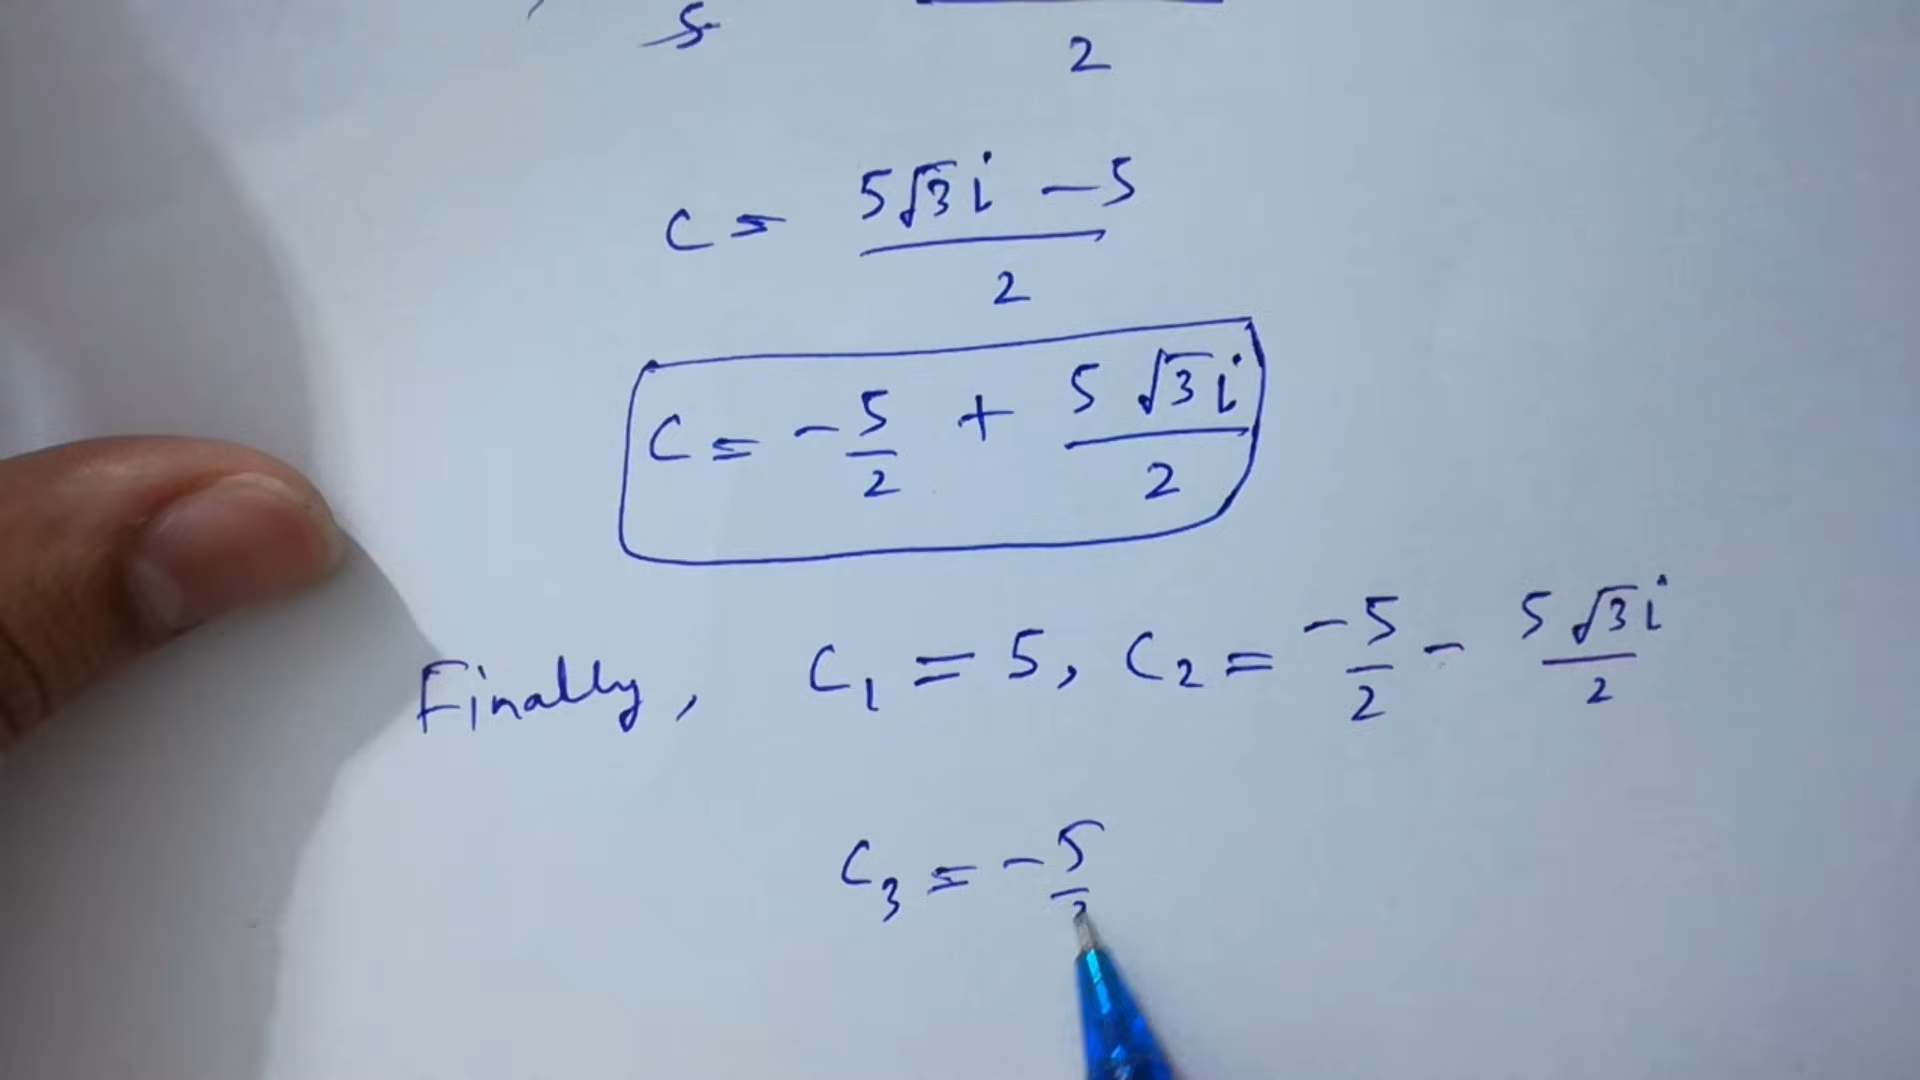 5 2
C = 5√3i - 5 / 2
C = -5/2 + 5√3i / 2
Finally, C₁ = 5, C₂ = -5/2 - 5√3i / 2
C₃ = -5/